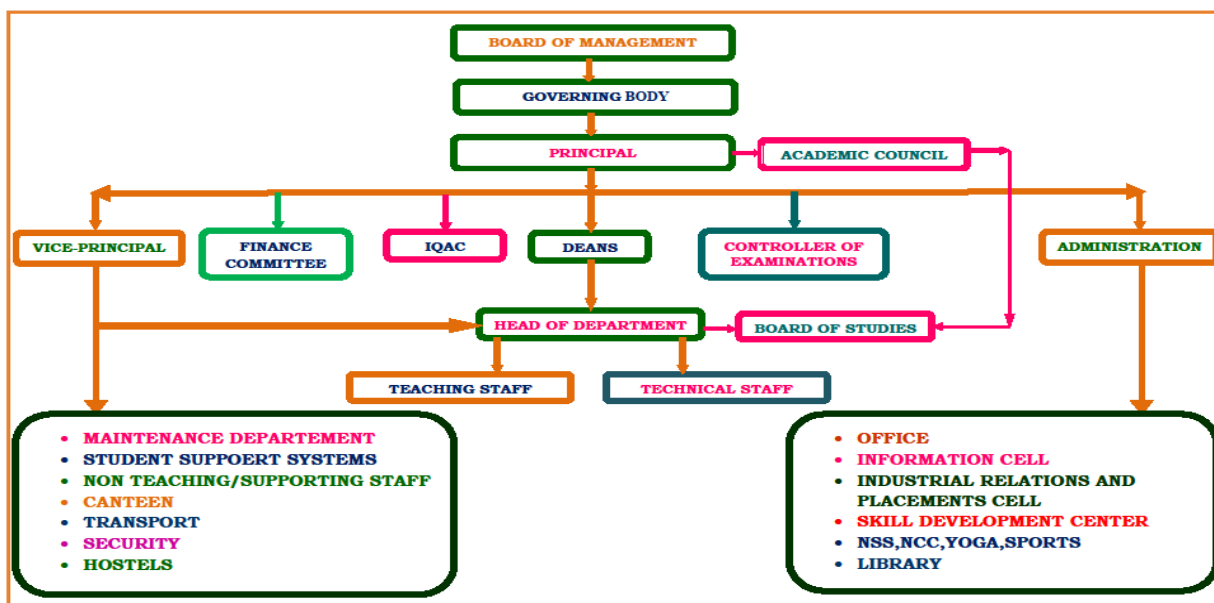 BOARD OF MANAGEMENT
GOVERNING BODY
PRINCIPAL
ACADEMIC COUNCIL
VICE-PRINCIPAL
FINANCE
COMMITTEE
IQAC
DEANS
CONTROLLER OF
EXAMINATIONS
ADMINISTRATION
HEAD OF DEPARTMENT
BOARD OF STUDIES
TEACHING STAFF
TECHNICAL STAFF
• MAINTENANCE DEPARTEMENT
• STUDENT SUPPOERT SYSTEMS
• NON TEACHING/SUPPORTING STAFF
• CANTEEN
• TRANSPORT
• SECURITY
• HOSTELS
• OFFICE
• INFORMATION CELL
• INDUSTRIAL RELATIONS AND
PLACEMENTS CELL
• SKILL DEVELOPMENT CENTER
• NSS,NCC,YOGA,SPORTS
• LIBRARY